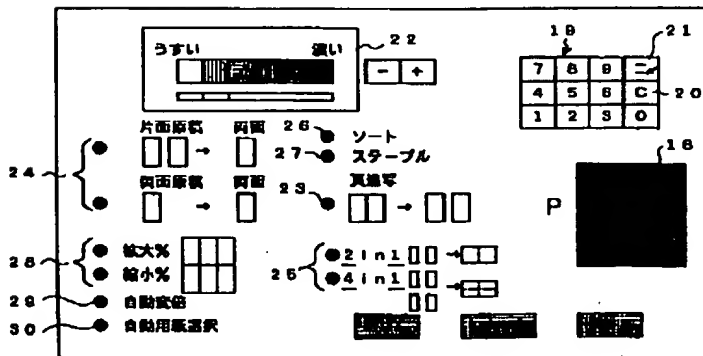 うすい 濃い 22
－ ＋
19 21
7 8 9 ニ
4 5 6 C 20
1 2 3 0
片面原稿 両面 26 ソート
27 ステープル 18
24
両面原稿 両面 23 頁連写 P
28 拡大%
縮小% 25 2in1
4in1
29 自動変倍
30 自動用紙選択